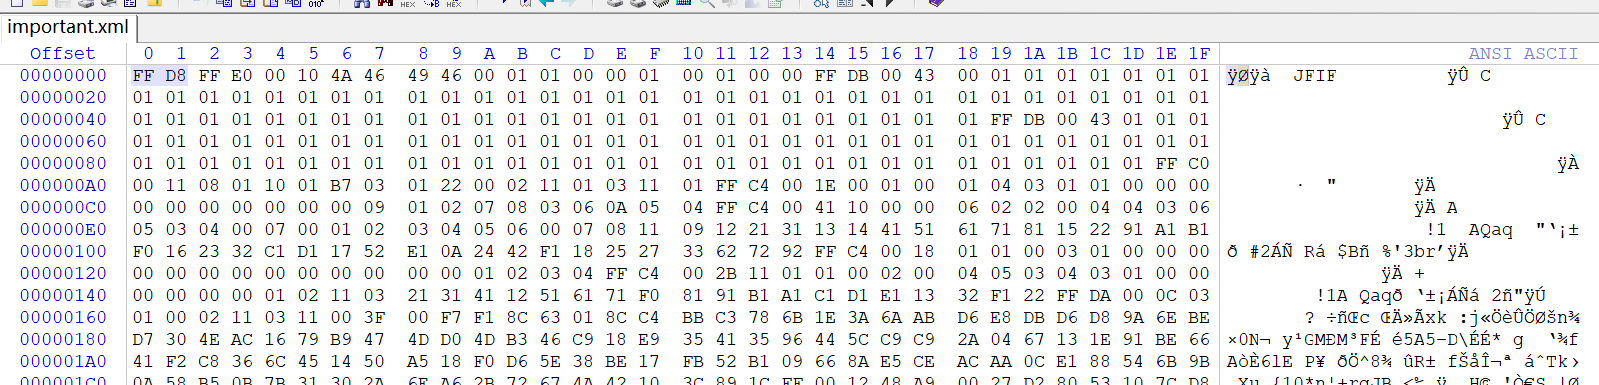 important.xml
Offset 0 1 2 3 4 5 6 7 8 9 A B C D E F 10 11 12 13 14 15 16 17 18 19 1A 1B 1C 1D 1E 1F ANSI ASCII
00000000 FF D8 FF E0 00 10 4A 46 49 46 00 01 01 00 00 01 00 01 00 00 FF DB 00 43 00 01 01 01 01 01 01 01 ÿØÿà JFIF ÿÛ C
00000020 01 01 01 01 01 01 01 01 01 01 01 01 01 01 01 01 01 01 01 01 01 01 01 01 01 01 01 01 01 01 01 01
00000040 01 01 01 01 01 01 01 01 01 01 01 01 01 01 01 01 01 01 01 01 01 01 01 01 01 FF DB 00 43 01 01 01 ÿÛ C
00000060 01 01 01 01 01 01 01 01 01 01 01 01 01 01 01 01 01 01 01 01 01 01 01 01 01 01 01 01 01 01 01 01
00000080 01 01 01 01 01 01 01 01 01 01 01 01 01 01 01 01 01 01 01 01 01 01 01 01 01 01 01 01 01 01 FF C0 ÿÀ
000000A0 00 11 08 01 10 01 B7 03 01 22 00 02 11 01 03 11 01 FF C4 00 1E 00 01 00 01 04 03 01 01 00 00 00 · " ÿÄ
000000C0 00 00 00 00 00 00 00 09 01 02 07 08 03 06 0A 05 04 FF C4 00 41 10 00 00 06 02 02 00 04 04 03 06 ÿÄ A
000000E0 05 03 04 00 07 00 01 02 03 04 05 06 00 07 08 11 09 12 21 31 13 14 41 51 61 71 81 15 22 91 A1 B1 !1 AQaq "‘¡±
00000100 F0 16 23 32 C1 D1 17 52 E1 0A 24 42 F1 18 25 27 33 62 72 92 FF C4 00 18 01 01 00 03 01 00 00 00 ð #2ÁÑ Rá $Bñ %'3br’ÿÄ
00000120 00 00 00 00 00 00 00 00 00 00 01 02 03 04 FF C4 00 2B 11 01 01 00 02 00 04 05 03 04 03 01 00 00 ÿÄ +
00000140 00 00 00 00 01 02 11 03 21 31 41 12 51 61 71 F0 81 91 B1 A1 C1 D1 E1 13 32 F1 22 FF DA 00 0C 03 !1A Qaqð ‘±¡ÁÑá 2ñ"ÿÚ
00000160 01 00 02 11 03 11 00 3F 00 F7 F1 8C 63 01 8C C4 BB C3 78 6B 1E 3A 6A AB D6 E8 DB D6 D8 9A 6E BE ? ÷ñŒc ŒÄ»Ãxk :j«ÖèÛÖØšn¾
00000180 D7 30 4E AC 16 79 B9 47 4D D0 4D B3 46 C9 18 E9 35 41 35 96 44 5C C9 C9 2A 04 67 13 1E 91 BE 66 ×0N¬ y¹GMÐM³FÉ é5A5–D\ÉÉ* g ‘¾f
000001A0 41 F2 C8 36 6C 45 14 50 A5 18 F0 D6 5E 38 BE 17 FB 52 B1 09 66 8A E5 CE AC AA 0C E1 88 54 6B 9B AòÈ6lE P¥ ðÖ^8¾ ûR± fŠåÎ¬ª áˆTk›